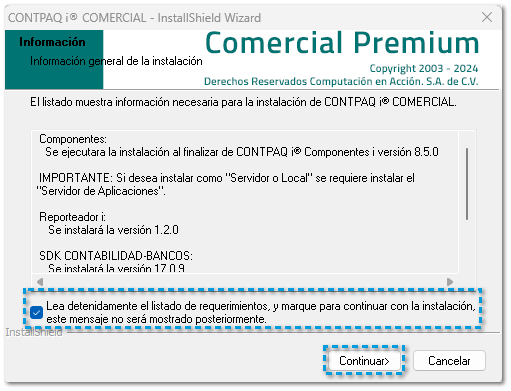 CONTPAQ i® COMERCIAL - InstallShield Wizard
Información
Información general de la instalación
Comercial Premium
Copyright 2003 - 2024
Derechos Reservados Computación en Acción. S.A. de C.V.
El listado muestra información necesaria para la instalación de CONTPAQ i® COMERCIAL.
Componentes:
Se ejecutara la instalación al finalizar de CONTPAQ i® Componentes i versión 8.5.0
IMPORTANTE: Si desea instalar como "Servidor o Local" se requiere instalar el
"Servidor de Aplicaciones".
Reporteador i:
Se instalará la versión 1.2.0
SDK CONTABILIDAD-BANCOS:
Se instalará la versión 17.0.9
Lea detenidamente el listado de requerimientos, y marque para continuar con la instalación,
este mensaje no será mostrado posteriormente.
InstallShield
Continuar>
Cancelar